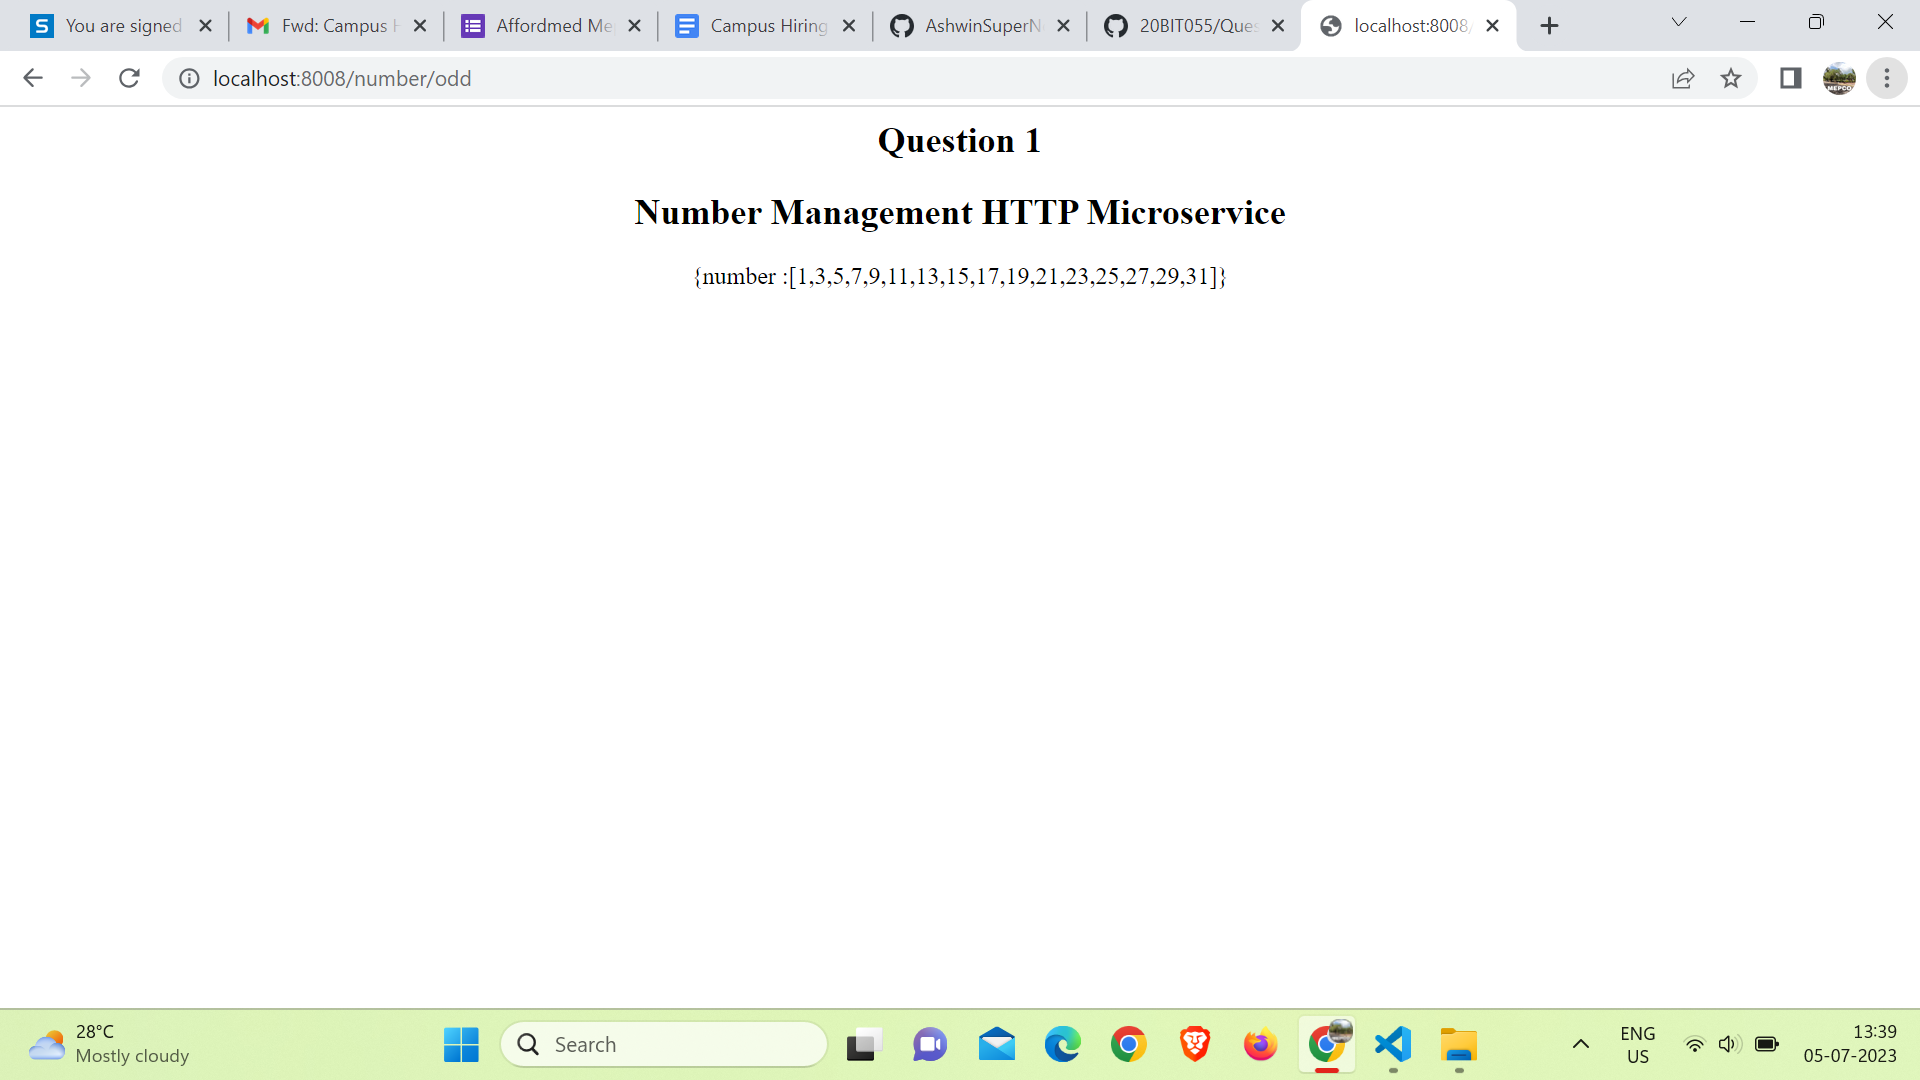 You are signed
Fwd: Campus H
Affordmed Me
Campus Hiring
AshwinSuperN
20BIT055/Ques
localhost:8008/
localhost:8008/number/odd
MEPCO
Question 1
Number Management HTTP Microservice
{number :[1,3,5,7,9,11,13,15,17,19,21,23,25,27,29,31]}
28°C
Mostly cloudy
Search
ENG
US
13:39
05-07-2023